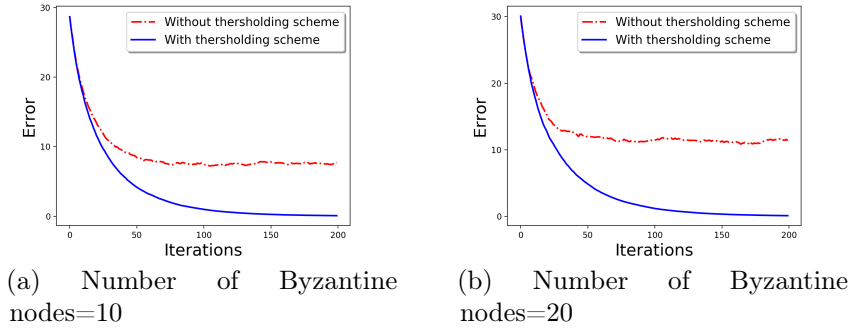 30
20
10
0
Error
0
50
100
150
200
Iterations
Without thersholding scheme
With thersholding scheme
(a) Number of Byzantine
nodes=10
30
20
10
0
Error
0
50
100
150
200
Iterations
Without thersholding scheme
With thersholding scheme
(b) Number of Byzantine
nodes=20